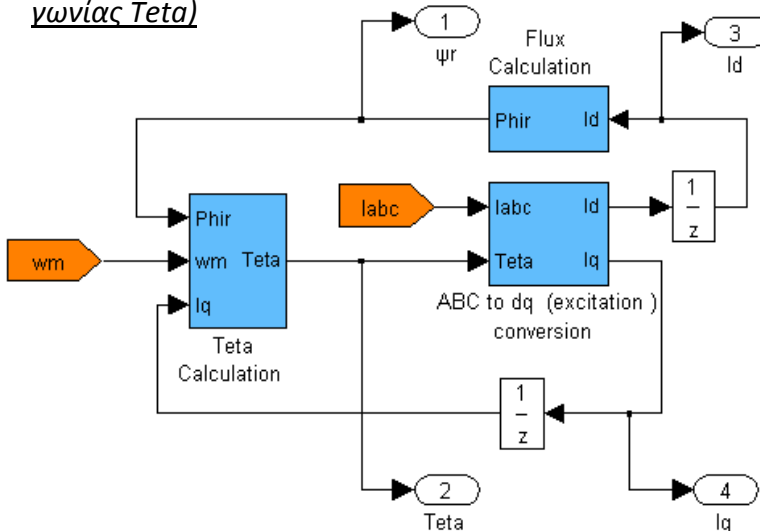 γωνίας Teta)
1
ψr
Flux
Calculation
3
Id
Phir Id
Iabc
Iabc Id
Teta Iq
1
z
Phir
wm
wm Teta
Iq
ABC to dq (excitation )
conversion
Teta
Calculation
1
z
2
Teta
4
Iq